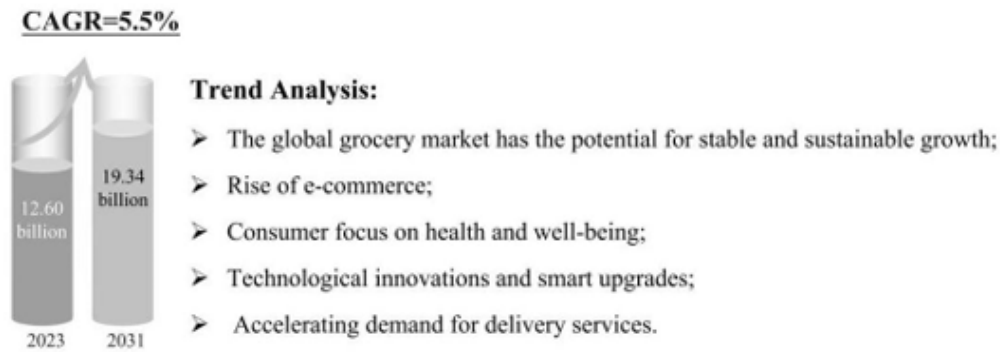 CAGR=5.5%
12.60
billion
2023
19.34
billion
2031
Trend Analysis:
➢ The global grocery market has the potential for stable and sustainable growth;
➢ Rise of e-commerce;
➢ Consumer focus on health and well-being;
➢ Technological innovations and smart upgrades;
➢ Accelerating demand for delivery services.